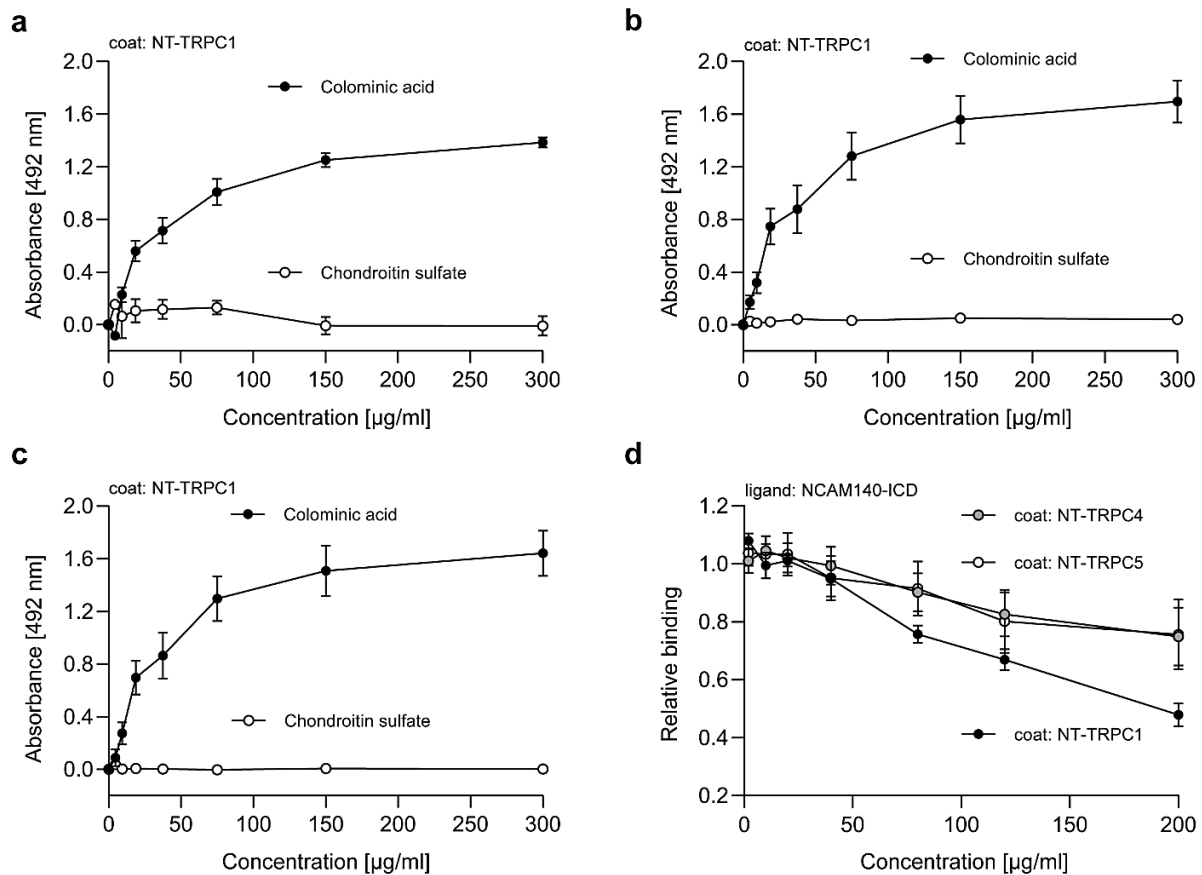 a
coat: NT-TRPC1
2.0
1.6
1.2
0.8
0.4
0.0
Absorbance [492 nm]
Colominic acid
Chondroitin sulfate
0 50 100 150 200 250 300
Concentration [µg/ml]
b
coat: NT-TRPC1
2.0
1.6
1.2
0.8
0.4
0.0
Absorbance [492 nm]
Colominic acid
Chondroitin sulfate
0 50 100 150 200 250 300
Concentration [µg/ml]
c
coat: NT-TRPC1
2.0
1.6
1.2
0.8
0.4
0.0
Absorbance [492 nm]
Colominic acid
Chondroitin sulfate
0 50 100 150 200 250 300
Concentration [µg/ml]
d
ligand: NCAM140-ICD
1.2
1.0
0.8
0.6
0.4
0.2
Relative binding
coat: NT-TRPC4
coat: NT-TRPC5
coat: NT-TRPC1
0 50 100 150 200
Concentration [µg/ml]